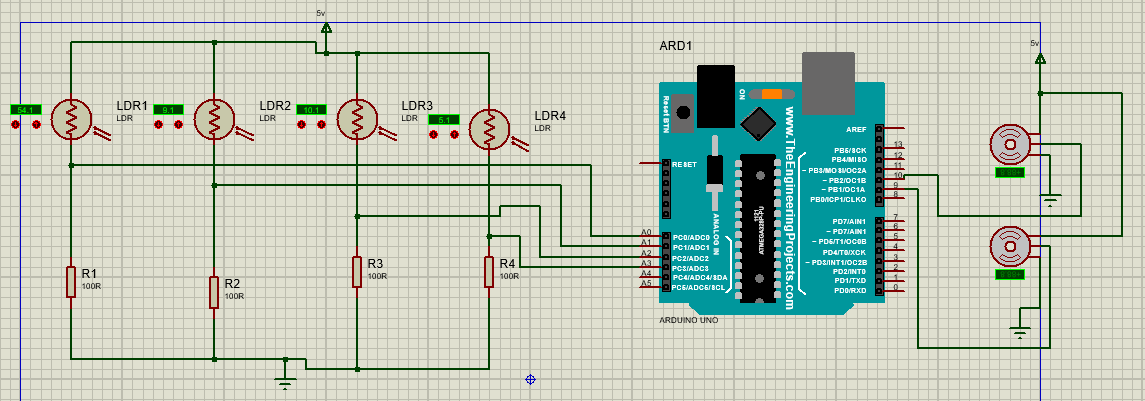 5v
ARD1
5v
54.1
LDR1
LDR
9.1
LDR2
LDR
10.1
LDR3
LDR
5.1
LDR4
LDR
R1
100R
R2
100R
R3
100R
R4
100R
Reset BTN
ON
www.TheEngineeringProjects.com
RESET
ANALOG IN
1121
ATMEGA328P-PU
AREF
PB5/SCK 13
PB4/MISO 12
~ PB3/MOSI/OC2A 11
~ PB2/OC1B 10
~ PB1/OC1A 9
PB0/ICP1/CLKO 8
PD7/AIN1 7
~ PD7/AIN1 6
~ PD6/T1/OC0B 5
PD4/T0/XCK 4
~ PD3/INT1/OC2B 3
PD2/INT0 2
PD1/TXD 1
PD0/RXD 0
A0 PC0/ADC0
A1 PC1/ADC1
A2 PC2/ADC2
A3 PC3/ADC3
A4 PC4/ADC4/SDA
A5 PC5/ADC5/SCL
ARDUINO UNO